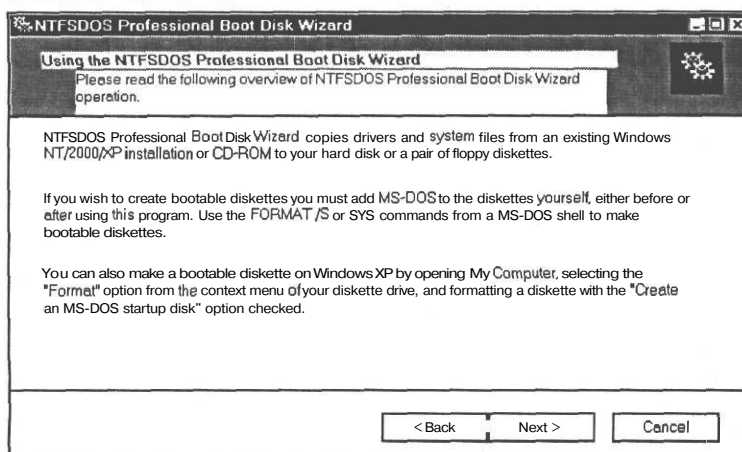 NTFSDOS Professional Boot Disk Wizard
Using the NTFSDOS Professional Boot Disk Wizard
Please read the following overview of NTFSDOS Professional Boot Disk Wizard
operation.
NTFSDOS Professional Boot Disk Wizard copies drivers and system files from an existing Windows
NT/2000/XP installation or CD-ROM to your hard disk or a pair of floppy diskettes.
If you wish to create bootable diskettes you must add MS-DOS to the diskettes yourself, either before or
after using this program. Use the FORMAT /S or SYS commands from a MS-DOS shell to make
bootable diskettes.
You can also make a bootable diskette on Windows XP by opening My Computer, selecting the
"Format" option from the context menu of your diskette drive, and formatting a diskette with the "Create
an MS-DOS startup disk" option checked.
< Back
Next >
Cancel